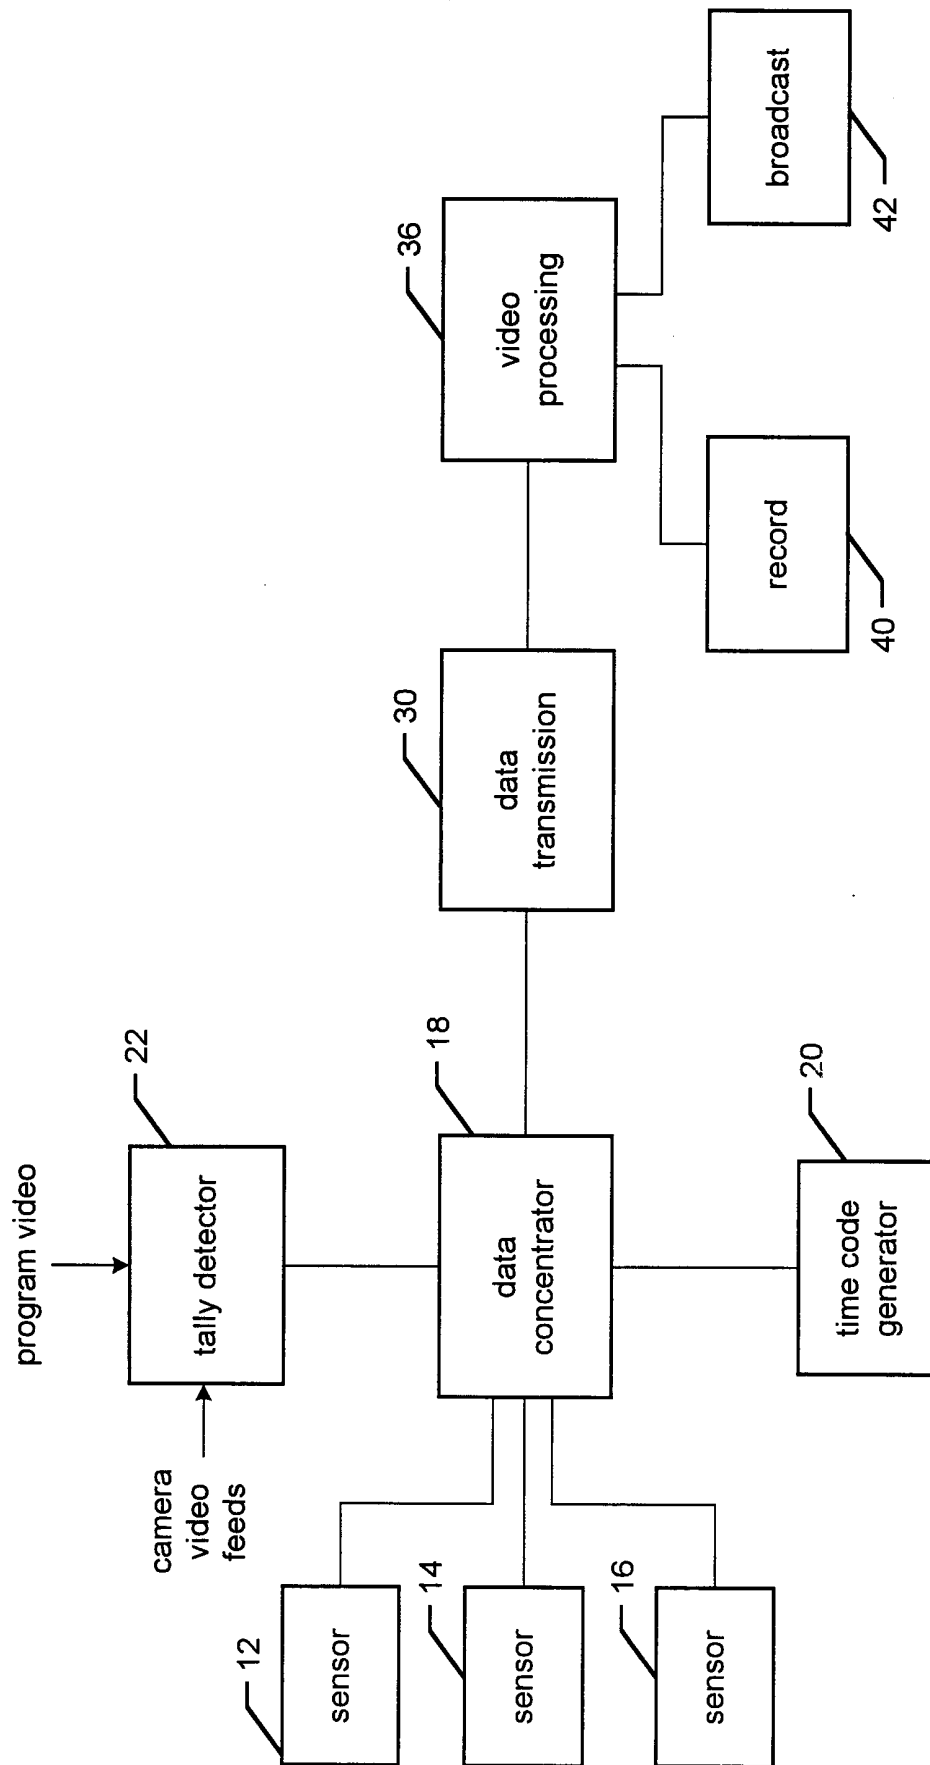 program video
camera
video
feeds
tally detector
22
12
sensor
14
sensor
16
sensor
data
concentrator
18
time code
generator
20
data
transmission
30
video
processing
36
record
40
broadcast
42